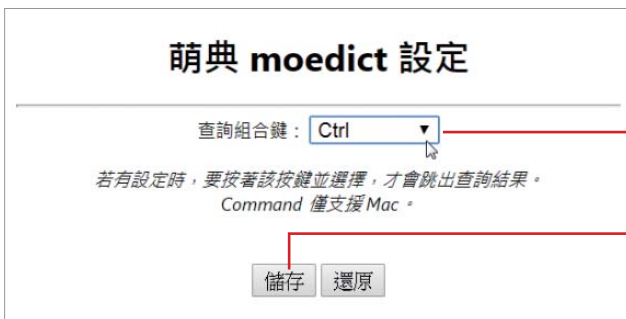 萌典 moedict 設定
查詢組合鍵： Ctrl
若有設定時，要按著該按鍵並選擇，才會跳出查詢結果。
Command 僅支援 Mac。
儲存 還原